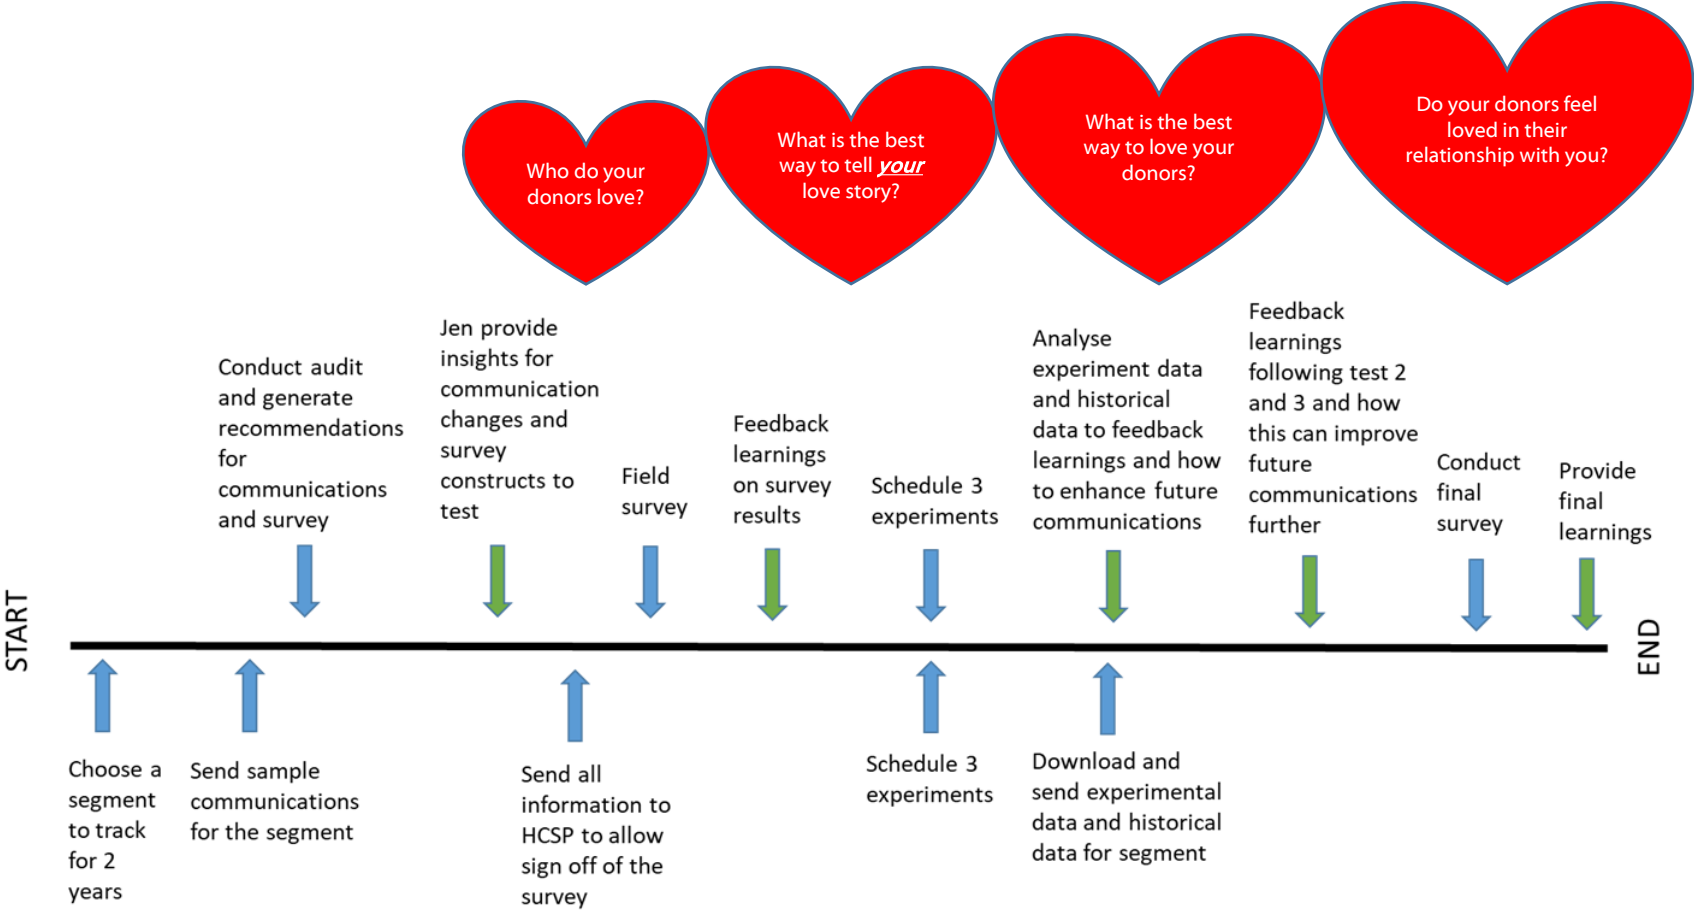 Who do your
donors love?
What is the best
way to tell your
love story?
What is the best
way to love your
donors?
Do your donors feel
loved in their
relationship with you?
Conduct audit
and generate
recommendations
for
communications
and survey
Jen provide
insights for
communication
changes and
survey
constructs to
test
Field
survey
Feedback
learnings
on survey
results
Schedule 3
experiments
Analyse
experiment data
and historical
data to feedback
learnings and how
to enhance future
communications
Feedback
learnings
following test 2
and 3 and how
this can improve
future
communications
further
Conduct
final
survey
Provide
final
learnings
START
END
Choose a
segment
to track
for 2
years
Send sample
communications
for the segment
Send all
information to
HCSP to allow
sign off of the
survey
Schedule 3
experiments
Download and
send experimental
data and historical
data for segment